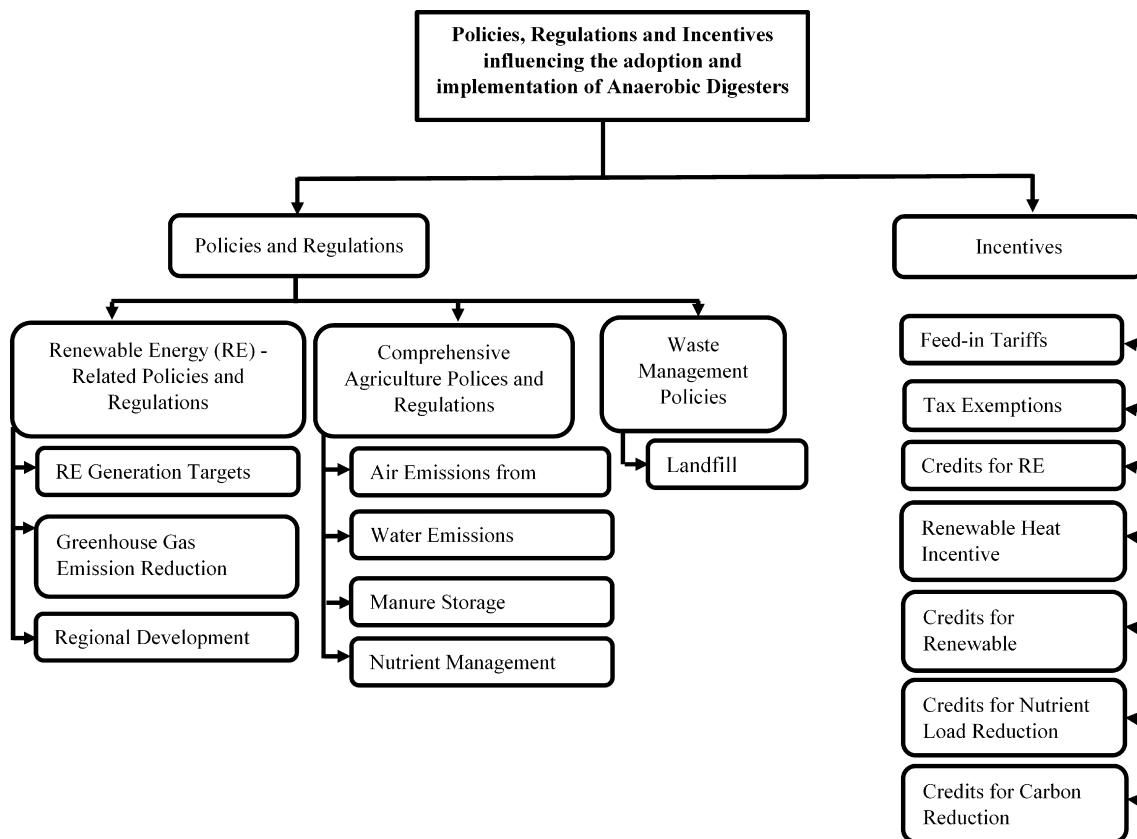 Policies, Regulations and Incentives
influencing the adoption and
implementation of Anaerobic Digesters
Policies and Regulations
Incentives
Renewable Energy (RE) -
Related Policies and
Regulations
Comprehensive
Agriculture Polices and
Regulations
Waste
Management
Policies
RE Generation Targets
Greenhouse Gas
Emission Reduction
Regional Development
Air Emissions from
Water Emissions
Manure Storage
Nutrient Management
Landfill
Feed-in Tariffs
Tax Exemptions
Credits for RE
Renewable Heat
Incentive
Credits for
Renewable
Credits for Nutrient
Load Reduction
Credits for Carbon
Reduction